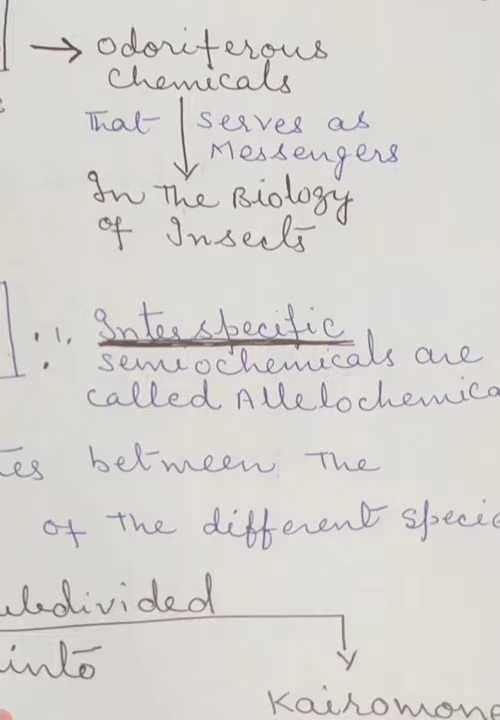 → odoriferous
chemicals
That serves as
Messengers
In The Biology
of Insects
Interspecific
semiochemicals are
called Allelochemica
tes between The
of The different specie
ubdivided
into
Kairomone